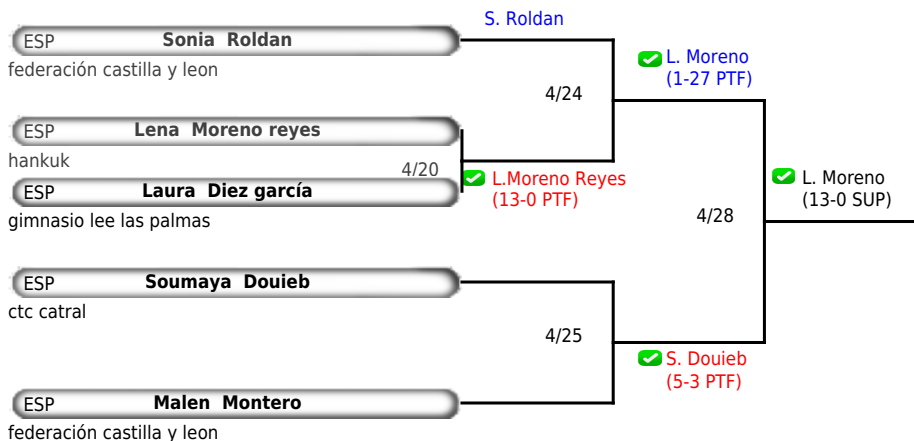 S. Roldan
ESP Sonia Roldan
federación castilla y leon
L. Moreno
(1-27 PTF)
4/24
ESP Lena Moreno reyes
hankuk
4/20
L.Moreno Reyes
(13-0 PTF)
L. Moreno
(13-0 SUP)
ESP Laura Diez garcía
gimnasio lee las palmas
4/28
ESP Soumaya Douieb
ctc catral
4/25
S. Douieb
(5-3 PTF)
ESP Malen Montero
federación castilla y leon